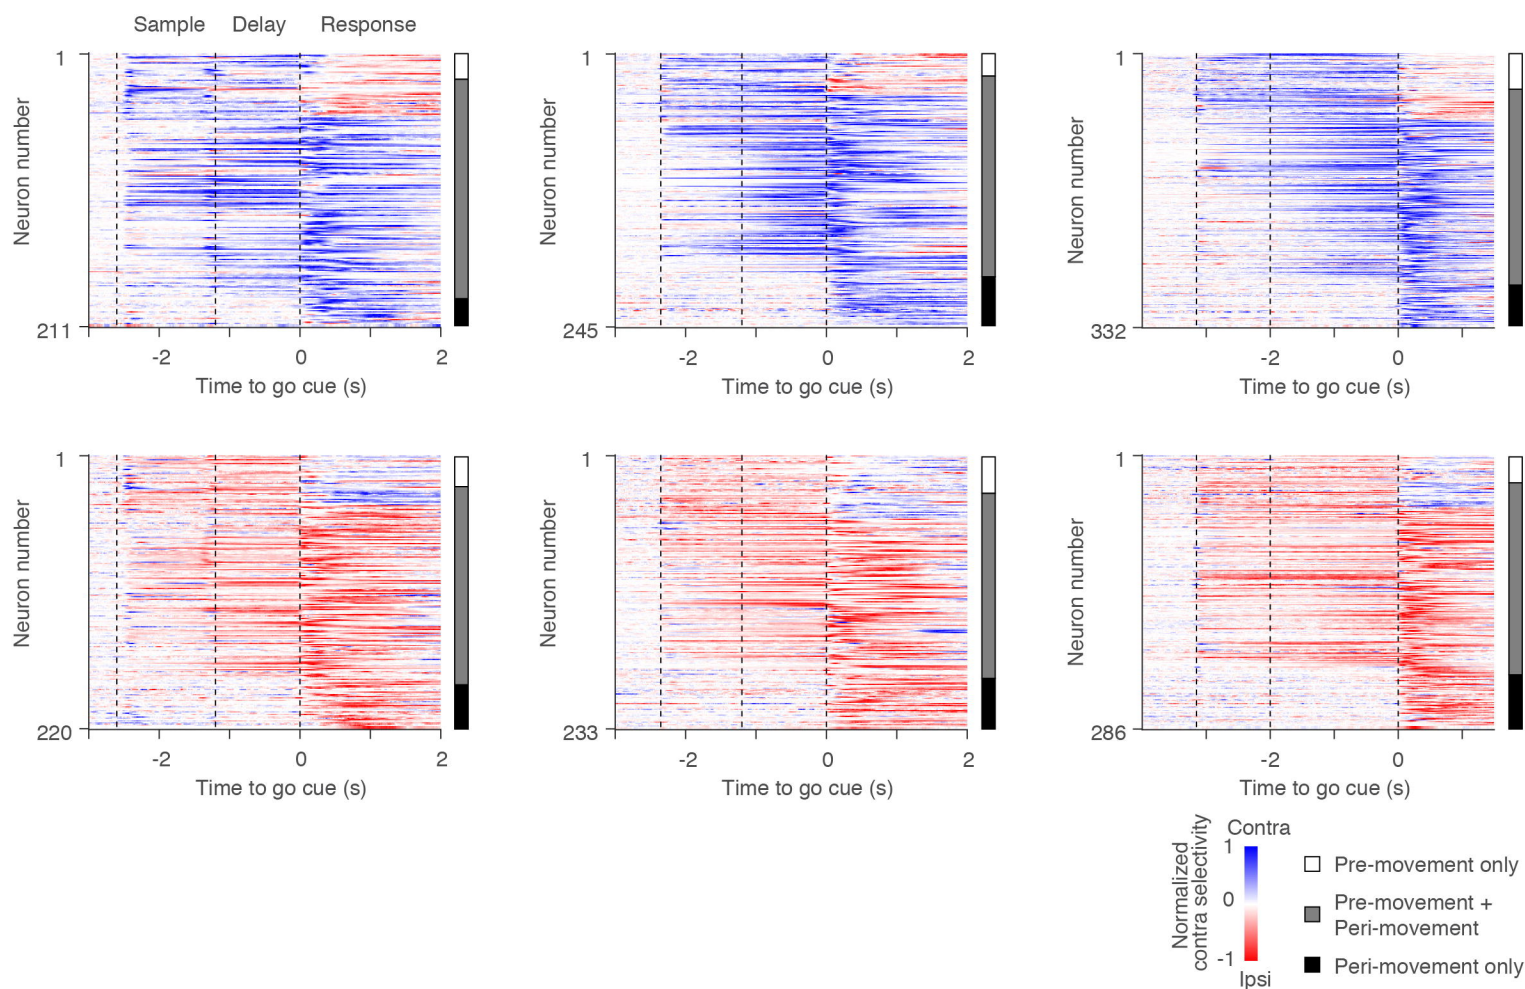 Sample Delay Response
1
Neuron number
211
-2 0 2
Time to go cue (s)
1
Neuron number
245
-2 0 2
Time to go cue (s)
1
Neuron number
332
-2 0
Time to go cue (s)
1
Neuron number
220
-2 0 2
Time to go cue (s)
1
Neuron number
233
-2 0 2
Time to go cue (s)
1
Neuron number
286
-2 0
Time to go cue (s)
Normalized
contra selectivity
Contra
1
0
-1
Ipsi
Pre-movement only
Pre-movement +
Peri-movement
Peri-movement only